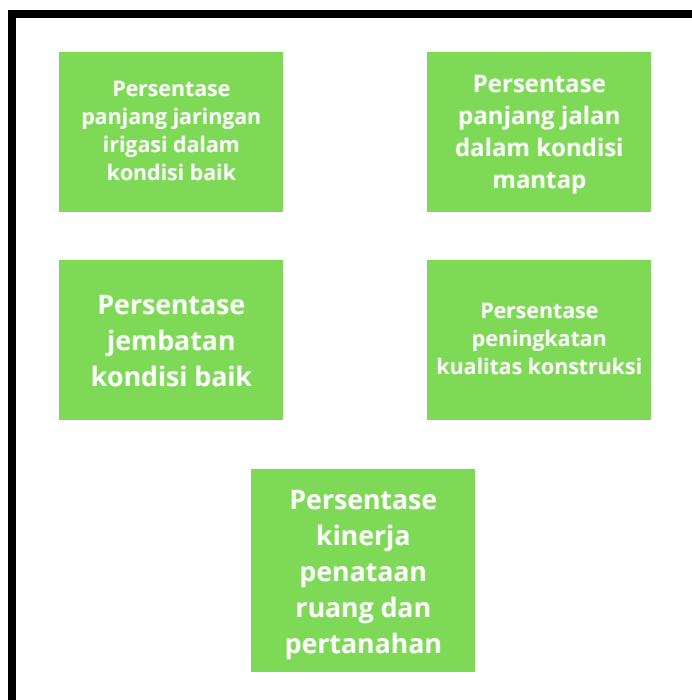 Persentase
panjang jaringan
irigasi dalam
kondisi baik
Persentase
panjang jalan
dalam kondisi
mantap
Persentase
jembatan
kondisi baik
Persentase
peningkatan
kualitas konstruksi
Persentase
kinerja
penataan
ruang dan
pertanahan